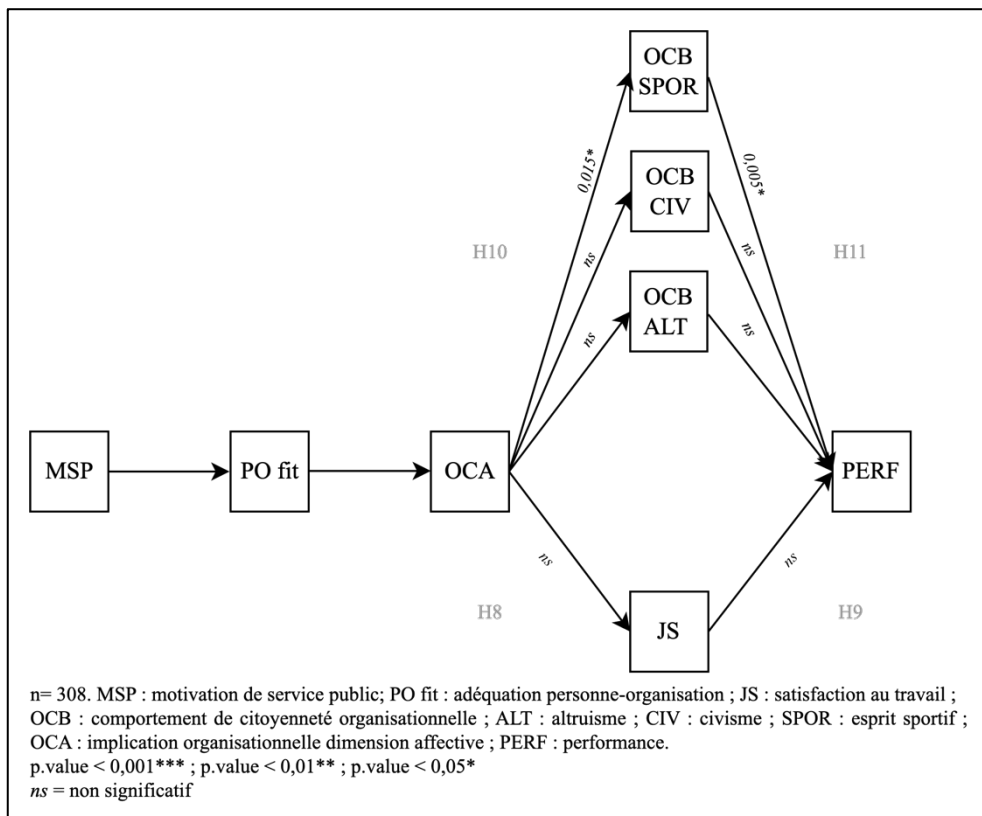 OCB
SPOR
0,015*
0,005*
OCB
CIV
H10
ns
ns
H11
OCB
ALT
ns
ns
MSP
PO fit
OCA
PERF
ns
ns
H8
JS
H9
n= 308. MSP : motivation de service public; PO fit : adéquation personne-organisation ; JS : satisfaction au travail ;
OCB : comportement de citoyenneté organisationnelle ; ALT : altruisme ; CIV : civisme ; SPOR : esprit sportif ;
OCA : implication organisationnelle dimension affective ; PERF : performance.
p.value < 0,001*** ; p.value < 0,01** ; p.value < 0,05*
ns = non significatif